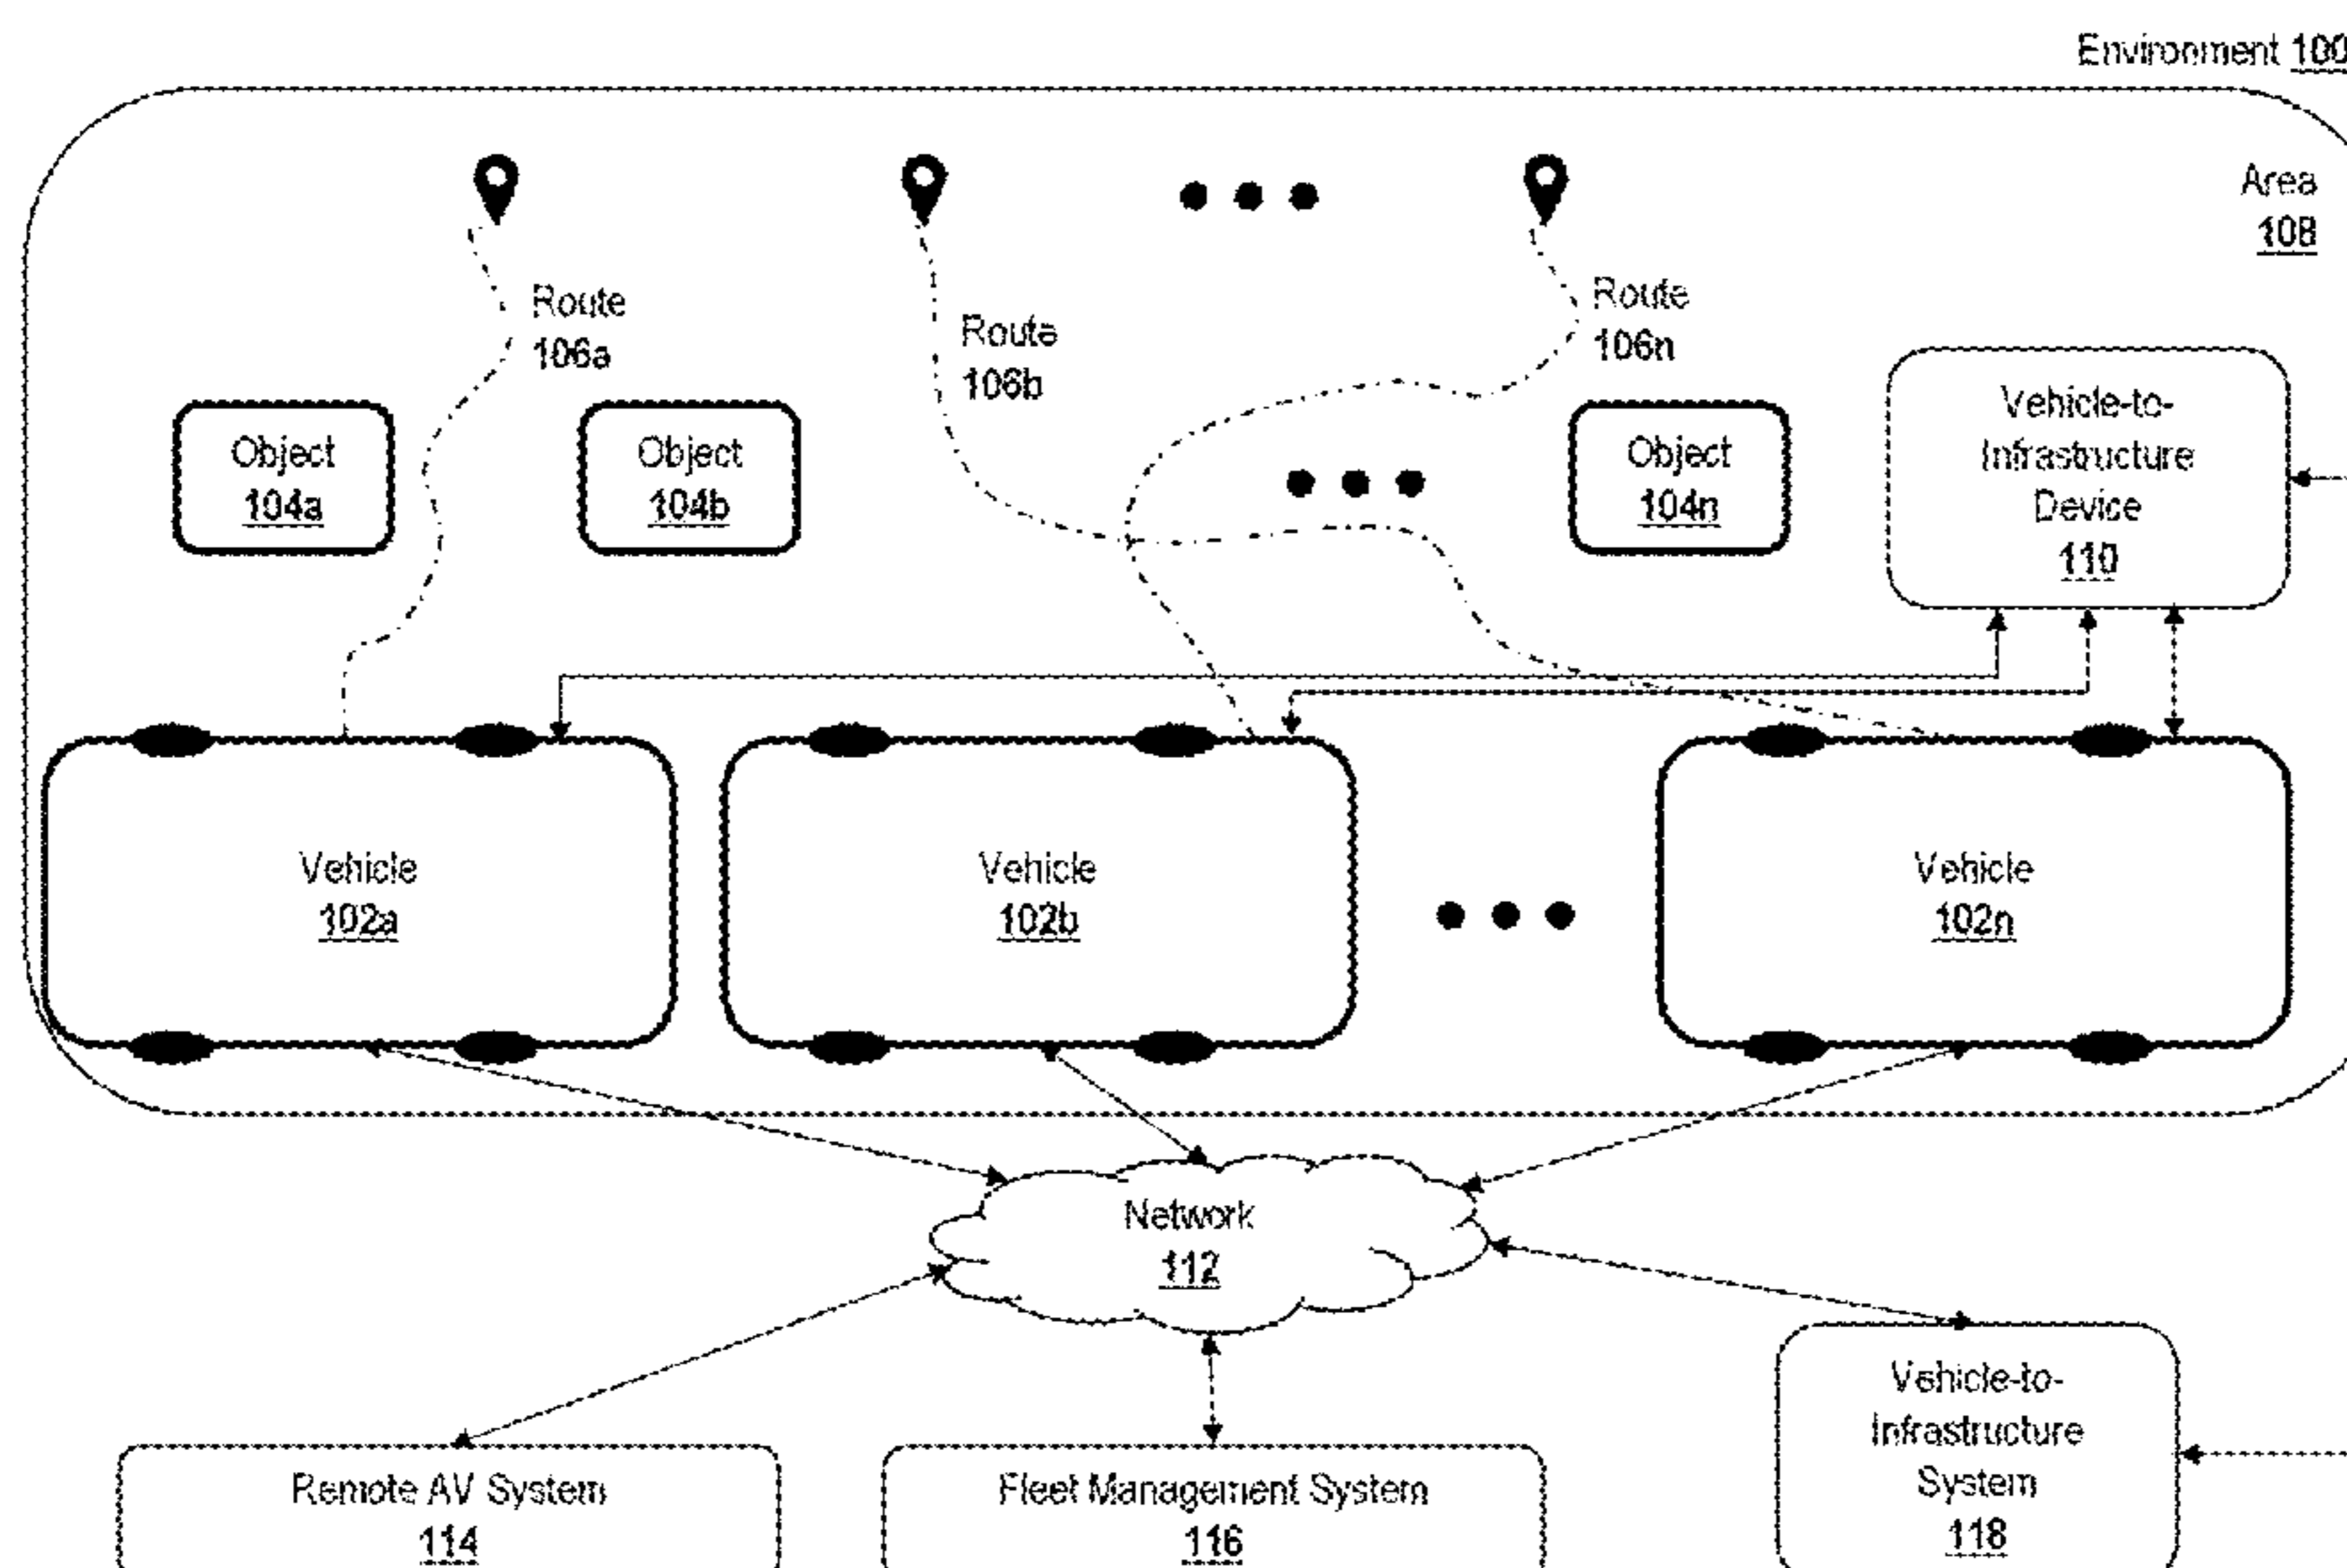 Environment 100
Area
108
Route
106a
Route
106b
Route
106n
Object
104a
Object
104b
Object
104n
Vehicle-to-
Infrastructure
Device
110
Vehicle
102a
Vehicle
102b
Vehicle
102n
Network
112
Remote AV System
114
Fleet Management System
116
Vehicle-to-
Infrastructure
System
118